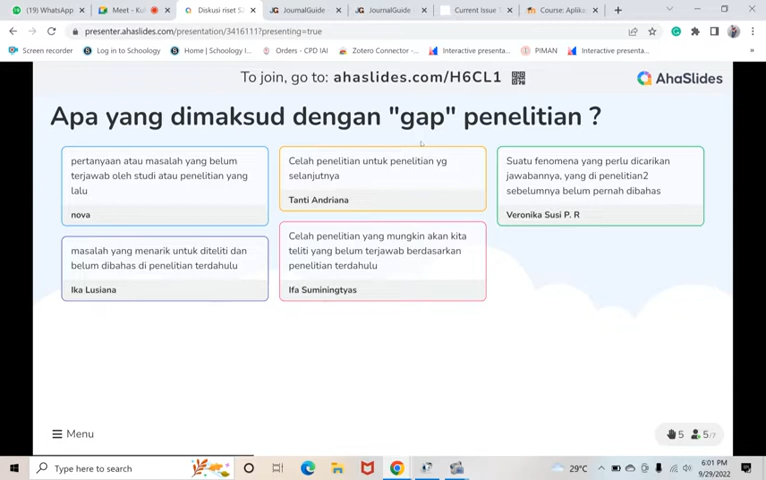 (19) WhatsApp
Meet - Ku
Diskusi riset S
JournalGuide -
JournalGuide
Current Issue
Course: Aplika
presenter.ahaslides.com/presentation/3416111?presenting=true
Screen recorder
Log in to Schoology
Home | Schoology L...
Orders - CPD IAI
Zotero Connector -...
Interactive presenta...
PIMAN
Interactive presenta...
To join, go to: ahaslides.com/H6CL1
AhaSlides
Apa yang dimaksud dengan "gap" penelitian ?
pertanyaan atau masalah yang belum
terjawab oleh studi atau penelitian yang
lalu
nova
Celah penelitian untuk penelitian yg
selanjutnya
Tanti Andriana
Suatu fenomena yang perlu dicarikan
jawabannya, yang di penelitian2
sebelumnya belum pernah dibahas
Veronika Susi P. R
masalah yang menarik untuk diteliti dan
belum dibahas di penelitian terdahulu
Ika Lusiana
Celah penelitian yang mungkin akan kita
teliti yang belum terjawab berdasarkan
penelitian terdahulu
Ifa Suminingtyas
Menu
5
5/7
Type here to search
29°C
6:01 PM
9/29/2022